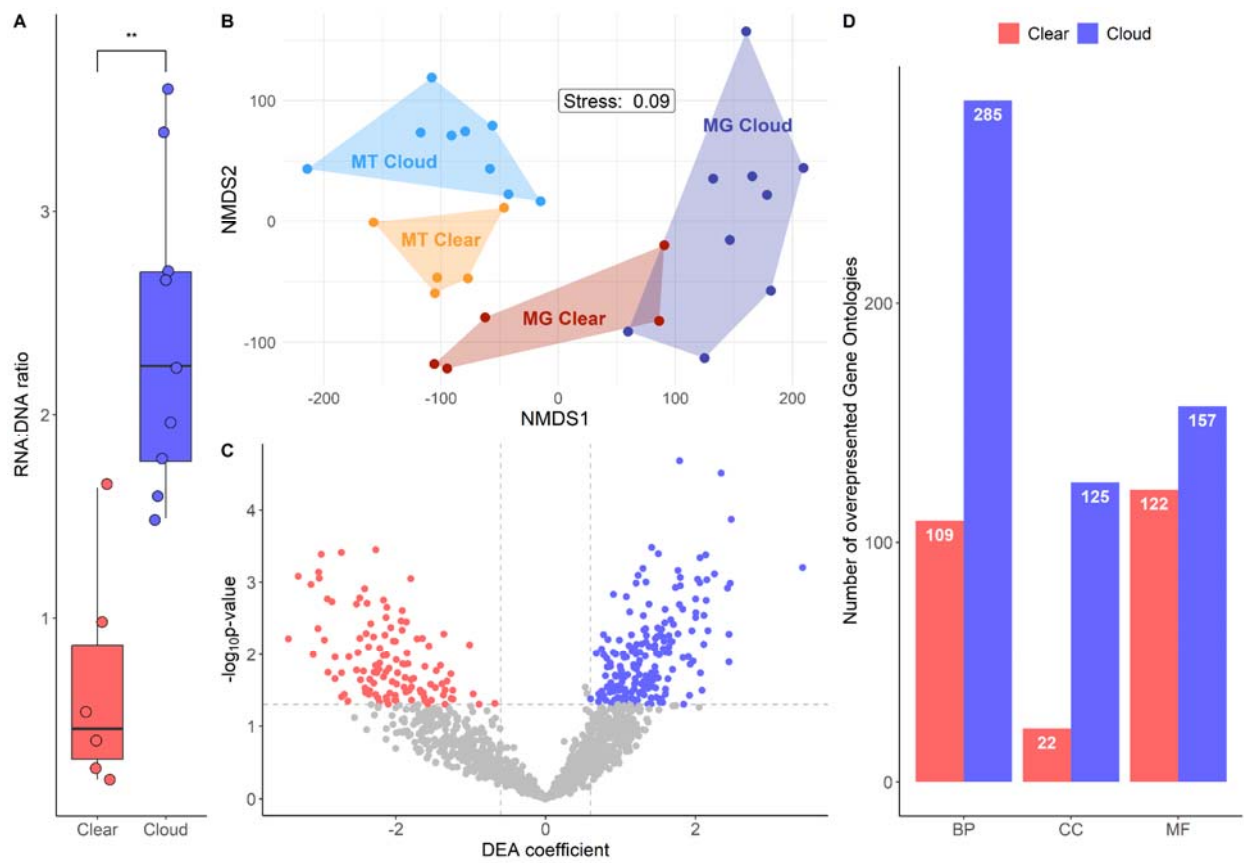 A
**
RNA:DNA ratio
3
2
1
Clear Cloud
B
NMDS2
100
0
-100
Stress: 0.09
MT Cloud
MT Clear
MG Clear
MG Cloud
-200 -100 0 100 200
NMDS1
C
-log₁₀p-value
4
3
2
1
0
-2 0 2
DEA coefficient
D
Clear Cloud
Number of overepresented Gene Ontologies
200
100
0
109 285
22 125
122 157
BP CC MF